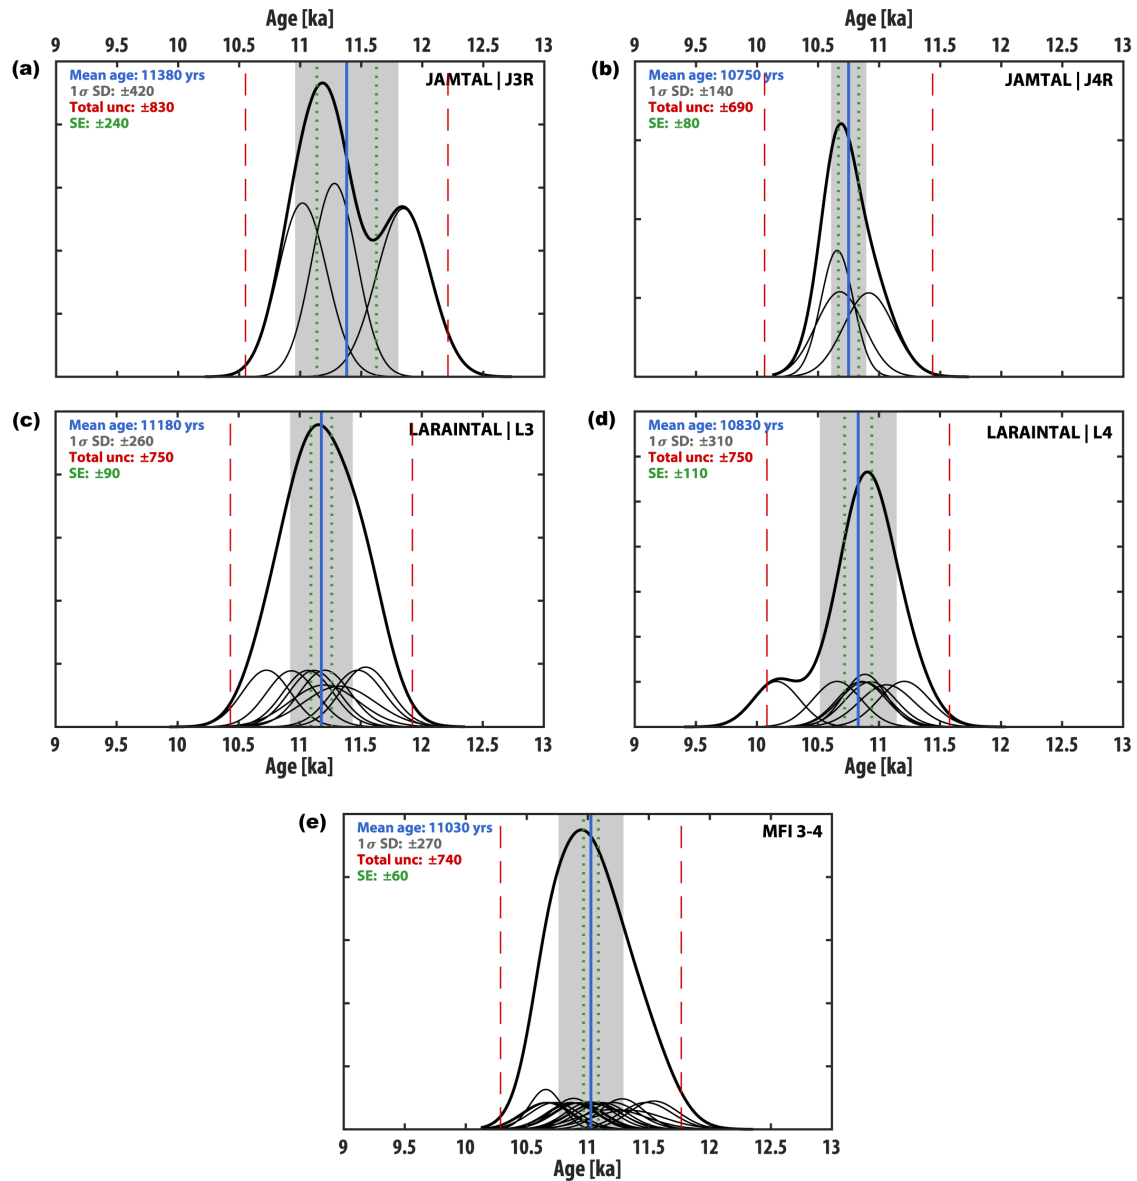 Age [ka]
9 9.5 10 10.5 11 11.5 12 12.5 13
(a)
Mean age: 11380 yrs
1σ SD: ±420
Total unc: ±830
SE: ±240
JAMTAL | J3R
Age [ka]
9 9.5 10 10.5 11 11.5 12 12.5 13
(b)
Mean age: 10750 yrs
1σ SD: ±140
Total unc: ±690
SE: ±80
JAMTAL | J4R
(c)
Mean age: 11180 yrs
1σ SD: ±260
Total unc: ±750
SE: ±90
LARAINTAL | L3
9 9.5 10 10.5 11 11.5 12 12.5 13
Age [ka]
(d)
Mean age: 10830 yrs
1σ SD: ±310
Total unc: ±750
SE: ±110
LARAINTAL | L4
9 9.5 10 10.5 11 11.5 12 12.5 13
Age [ka]
(e)
Mean age: 11030 yrs
1σ SD: ±270
Total unc: ±740
SE: ±60
MFI 3-4
9 9.5 10 10.5 11 11.5 12 12.5 13
Age [ka]